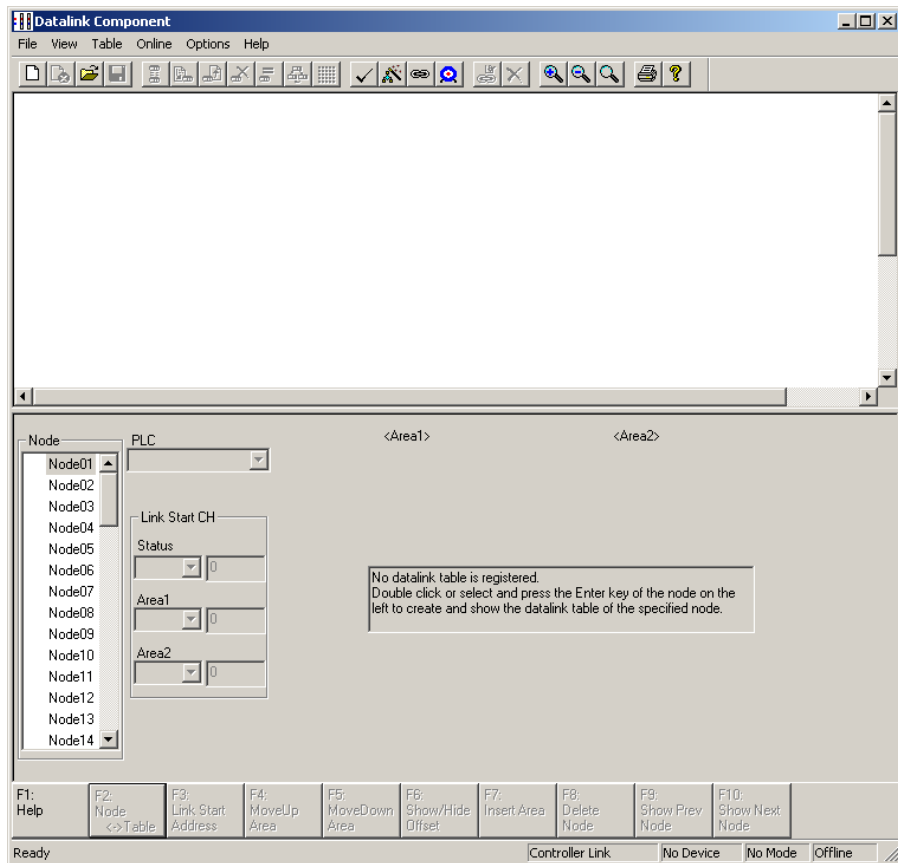 Datalink Component
File View Table Online Options Help
<Area1> <Area2>
Node
Node01
Node02
Node03
Node04
Node05
Node06
Node07
Node08
Node09
Node10
Node11
Node12
Node13
Node14
PLC
Link Start CH
Status
0
Area1
0
Area2
0
No datalink table is registered.
Double click or select and press the Enter key of the node on the
left to create and show the datalink table of the specified node.
F1:
Help
F2:
Node
<->Table
F3:
Link Start
Address
F4:
MoveUp
Area
F5:
MoveDown
Area
F6:
Show/Hide
Offset
F7:
Insert Area
F8:
Delete
Node
F9:
Show Prev
Node
F10:
Show Next
Node
Ready Controller Link No Device No Mode Offline